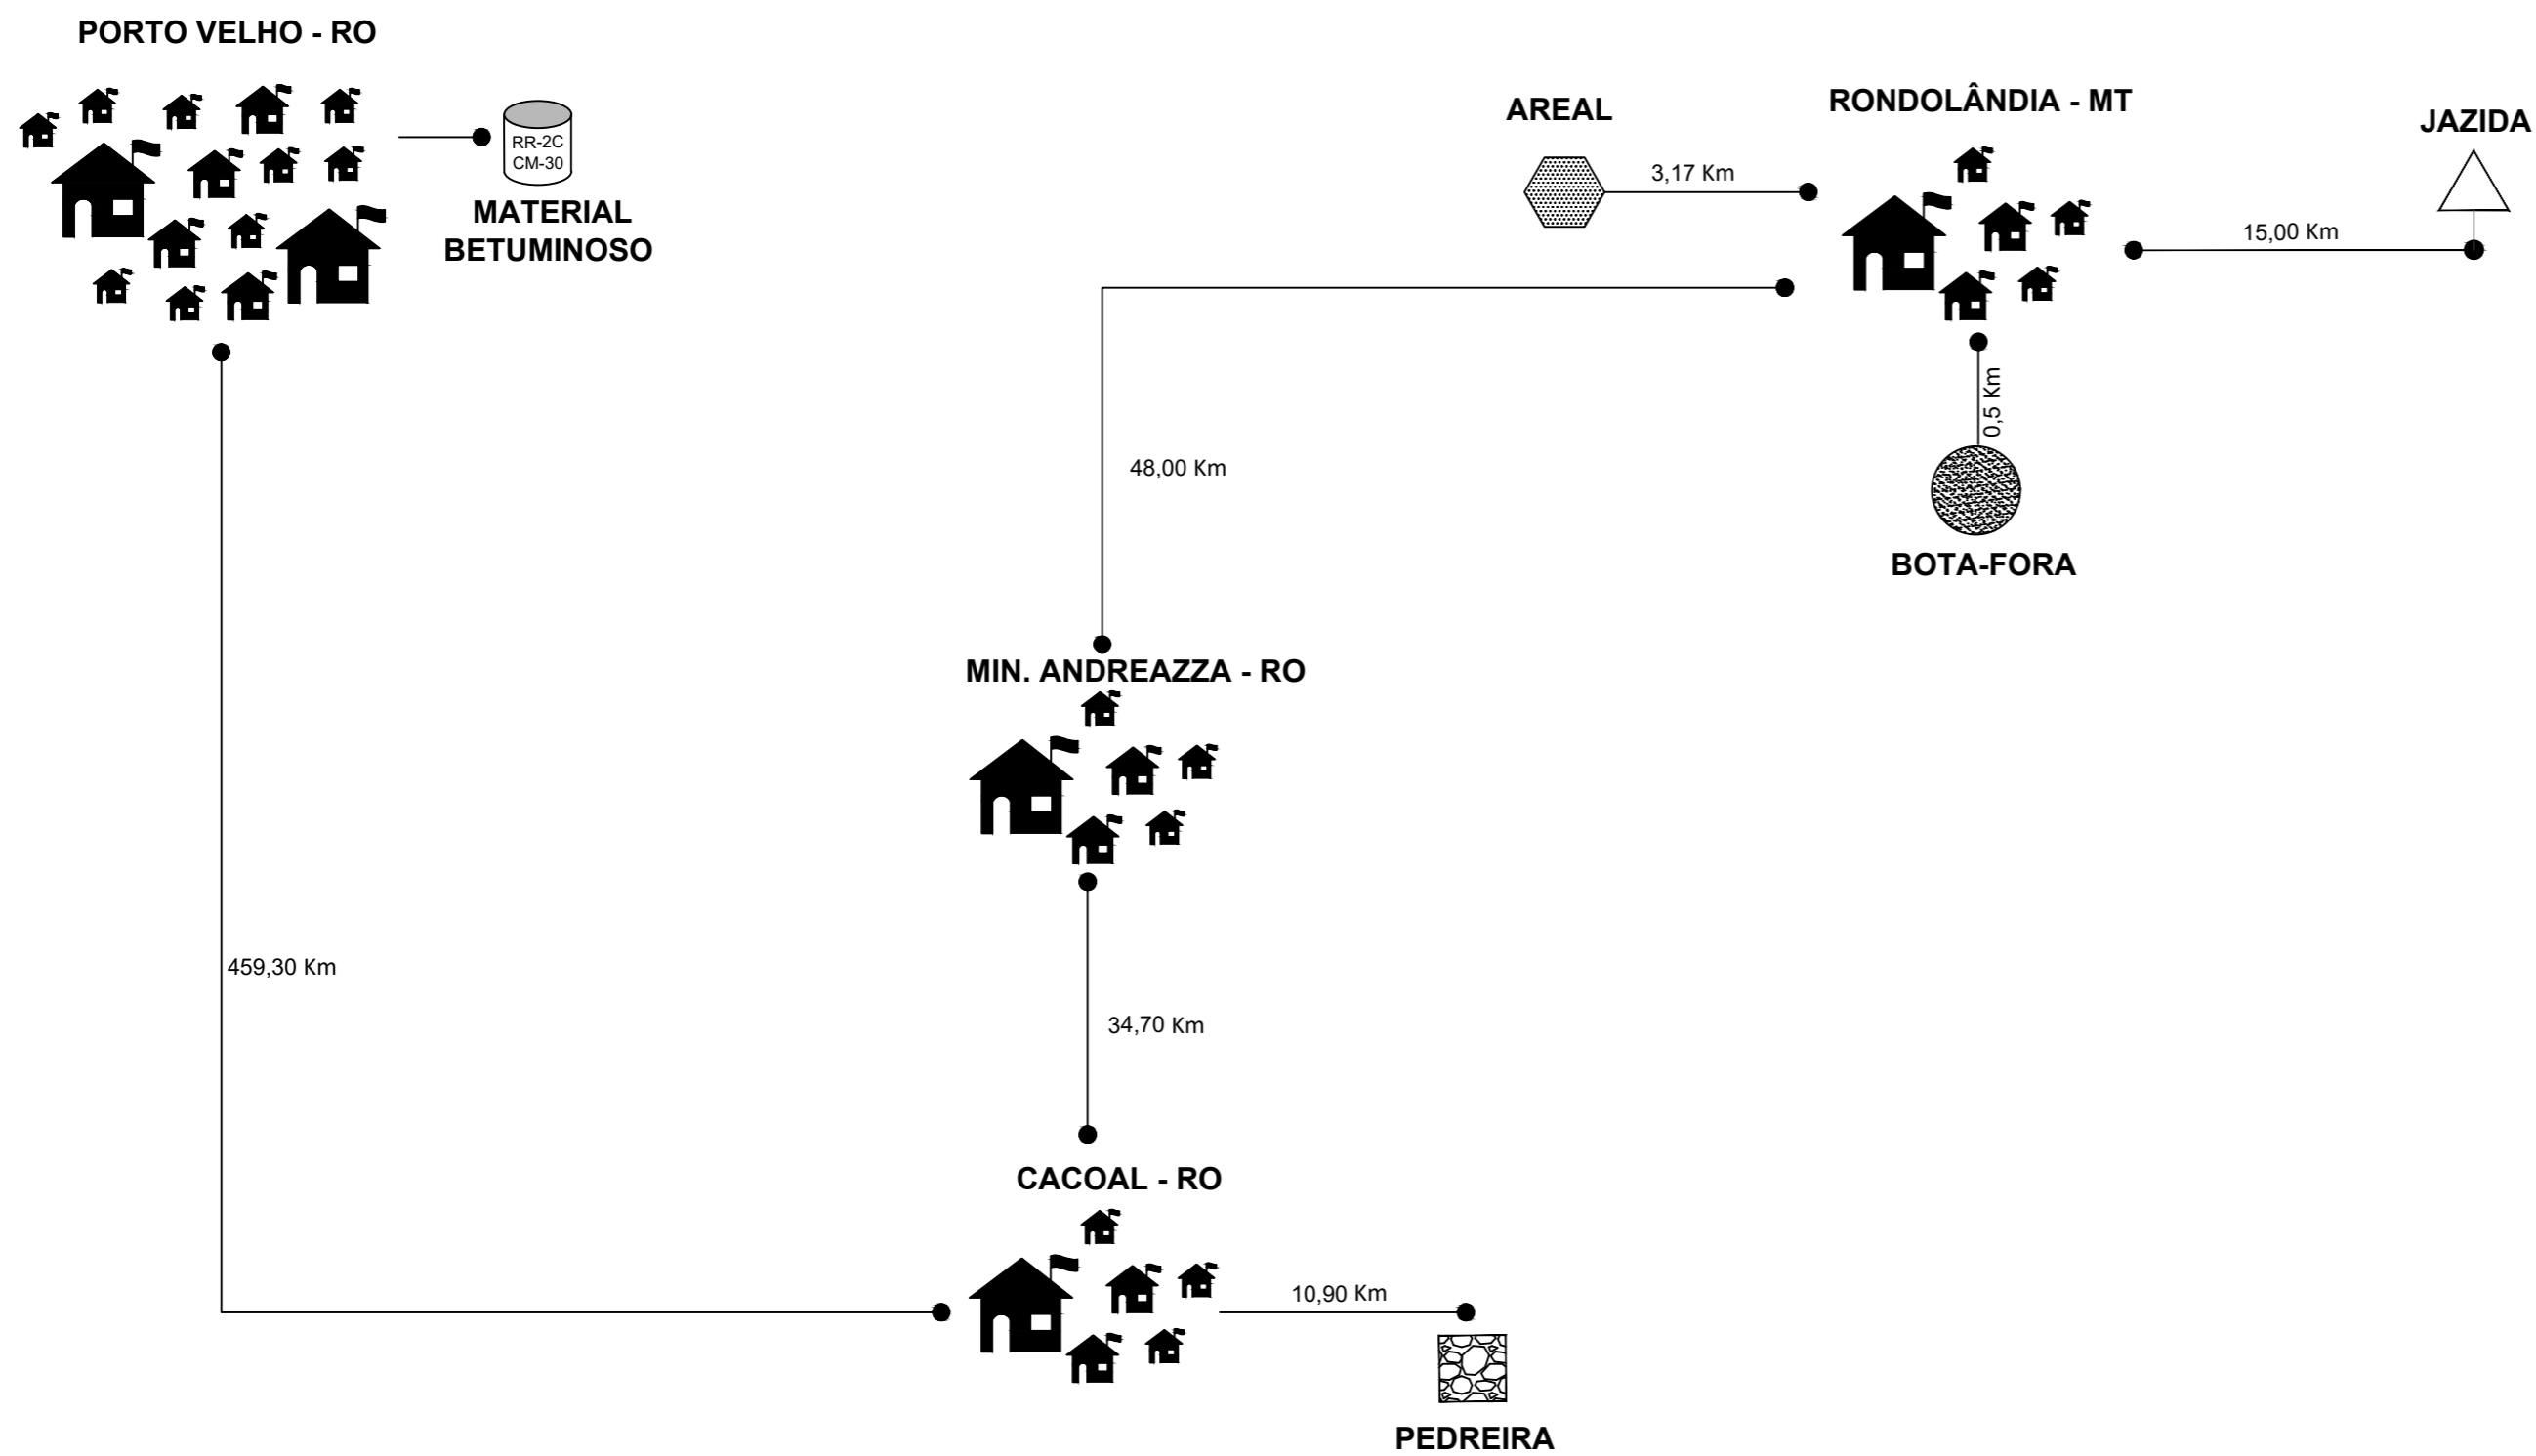 PORTO VELHO - RO
RR-2C
CM-30
MATERIAL
BETUMINOSO
AREAL
3,17 Km
RONDOLÂNDIA - MT
JAZIDA
15,00 Km
0,5 Km
BOTA-FORA
48,00 Km
MIN. ANDREAZZA - RO
459,30 Km
34,70 Km
CACOAL - RO
10,90 Km
PEDREIRA